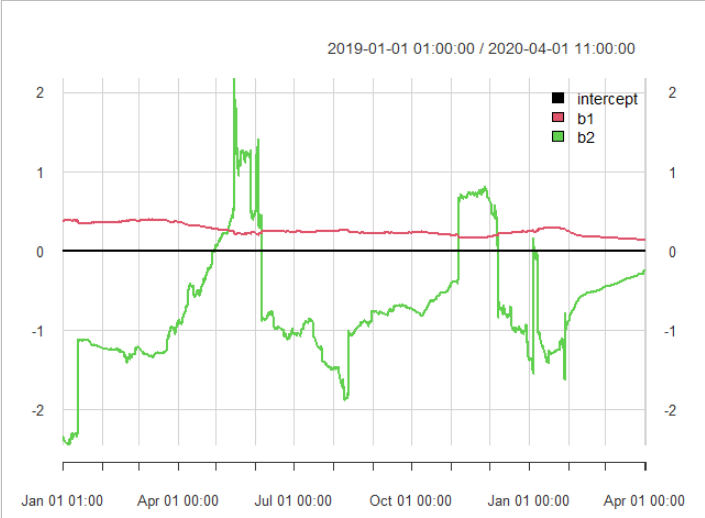 2019-01-01 01:00:00 / 2020-04-01 11:00:00
2 2
intercept
b1
b2
1 1
0 0
-1 -1
-2 -2
Jan 01 01:00 Apr 01 00:00 Jul 01 00:00 Oct 01 00:00 Jan 01 00:00 Apr 01 00:00